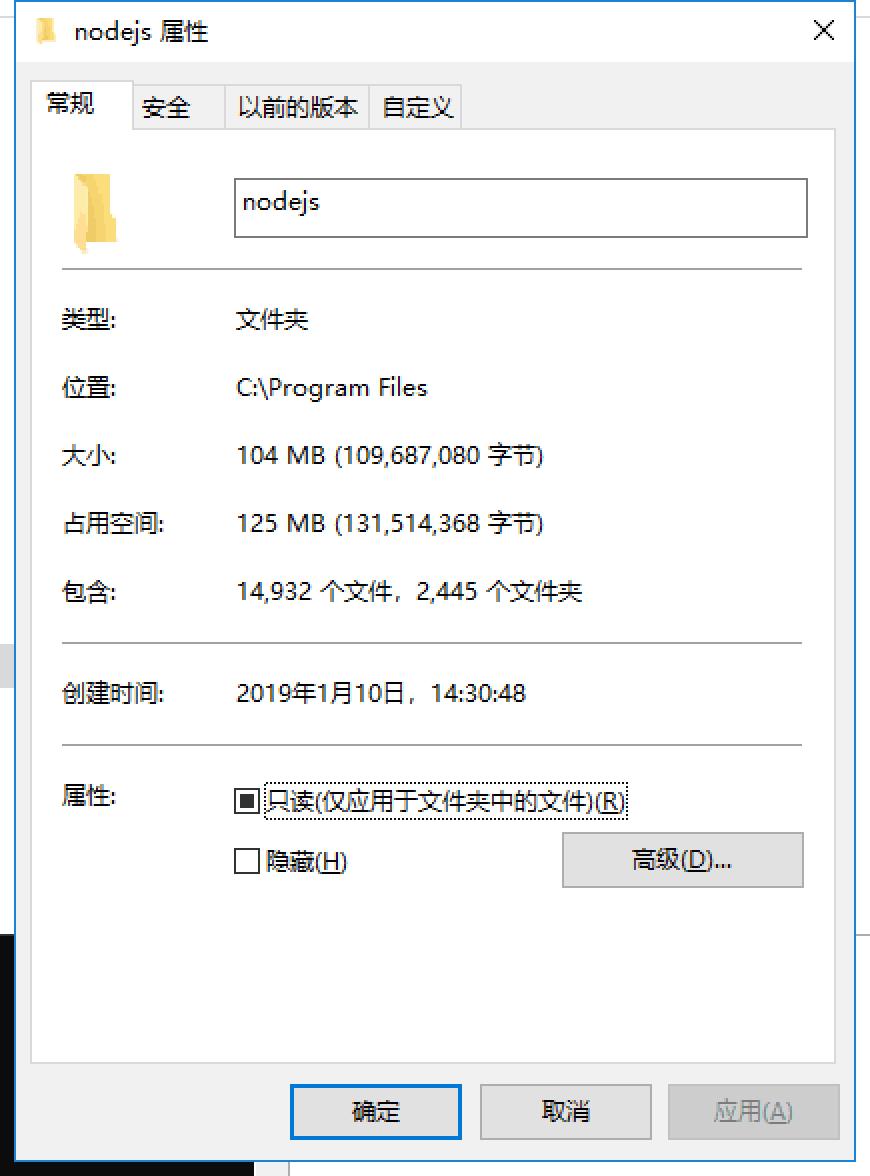 nodejs 属性
常规 安全 以前的版本 自定义
nodejs
类型: 文件夹
位置: C:\Program Files
大小: 104 MB (109,687,080 字节)
占用空间: 125 MB (131,514,368 字节)
包含: 14,932 个文件，2,445 个文件夹
创建时间: 2019年1月10日，14:30:48
属性: 只读(仅应用于文件夹中的文件)(R)
隐藏(H) 高级(D)...
确定 取消 应用(A)